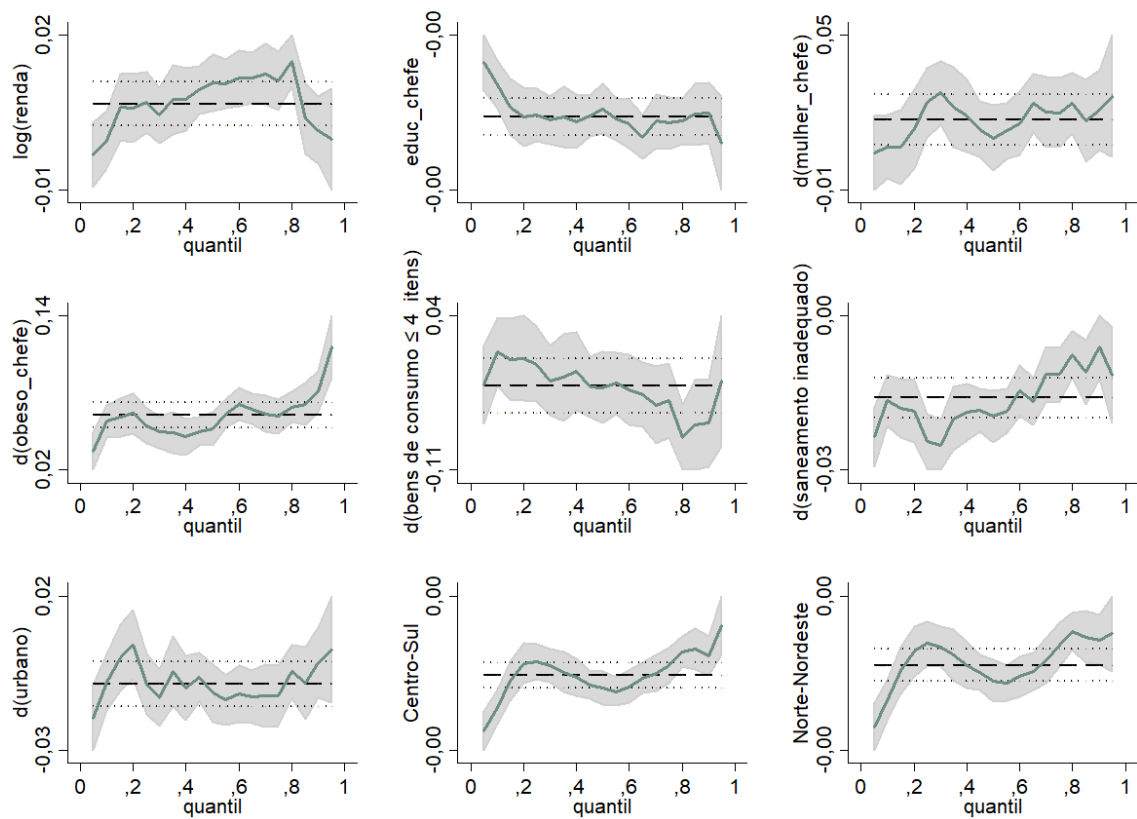 log(renda)
0,02
-0,01
0 ,2 ,4 ,6 ,8 1
quantil
educ_chefe
-0,00
-0,00
0 ,2 ,4 ,6 ,8 1
quantil
d(mulher_chefe)
0,05
-0,01
0 ,2 ,4 ,6 ,8 1
quantil
d(obeso_chefe)
0,14
0,02
0 ,2 ,4 ,6 ,8 1
quantil
d(bens de consumo ≤ 4 itens)
0,04
-0,11
0 ,2 ,4 ,6 ,8 1
quantil
d(saneamento inadequado)
0,00
-0,03
0 ,2 ,4 ,6 ,8 1
quantil
d(urbano)
0,02
-0,03
0 ,2 ,4 ,6 ,8 1
quantil
Centro-Sul
0,00
-0,00
0 ,2 ,4 ,6 ,8 1
quantil
Norte-Nordeste
0,00
-0,00
0 ,2 ,4 ,6 ,8 1
quantil